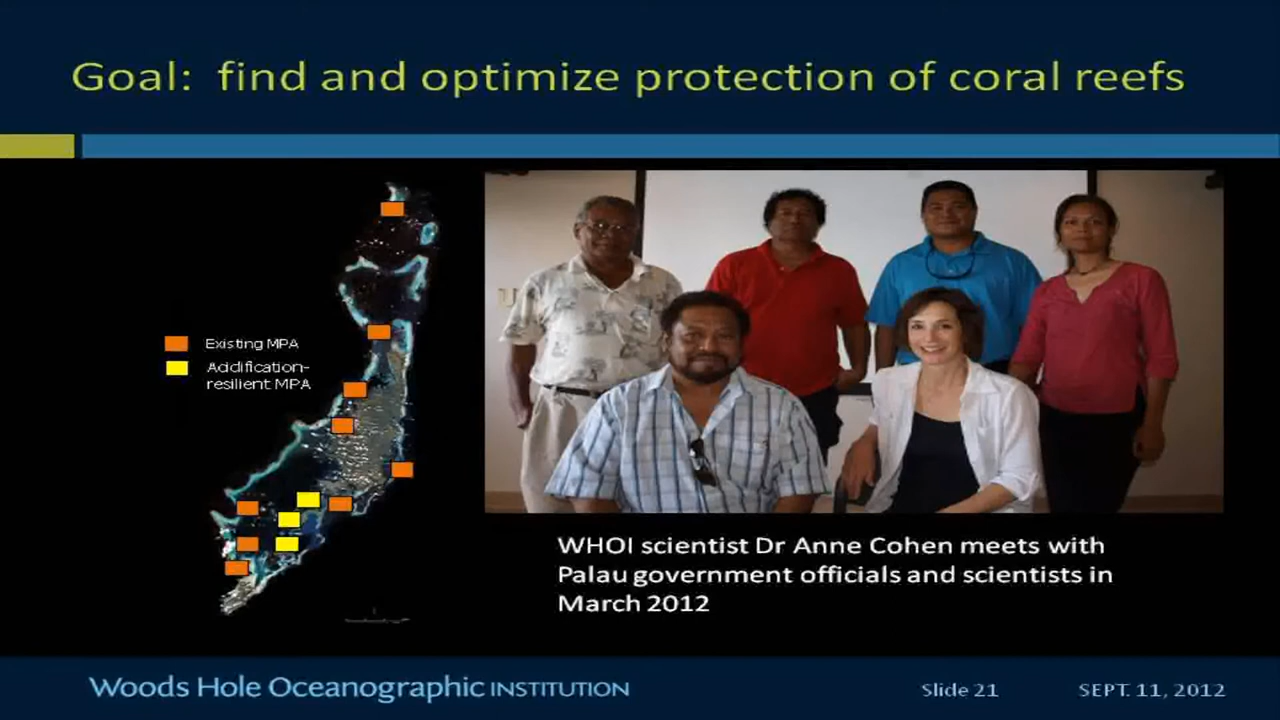 Goal:  find and optimize protection of coral reefs
Existing MPA
Acidification-
resilient MPA
WHOI scientist Dr Anne Cohen meets with
Palau government officials and scientists in
March 2012
Woods Hole Oceanographic INSTITUTION
Slide 21
SEPT. 11, 2012